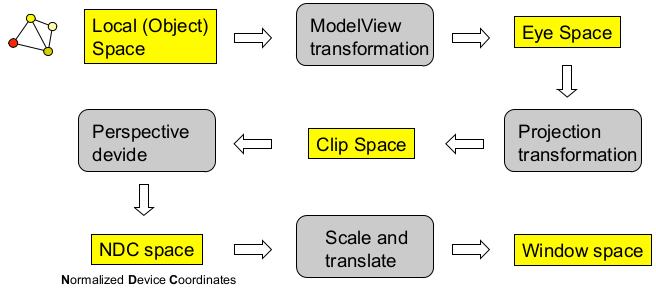 Local (Object)
Space
ModelView
transformation
Eye Space
Perspective
devide
Clip Space
Projection
transformation
NDC space
Normalized Device Coordinates
Scale and
translate
Window space